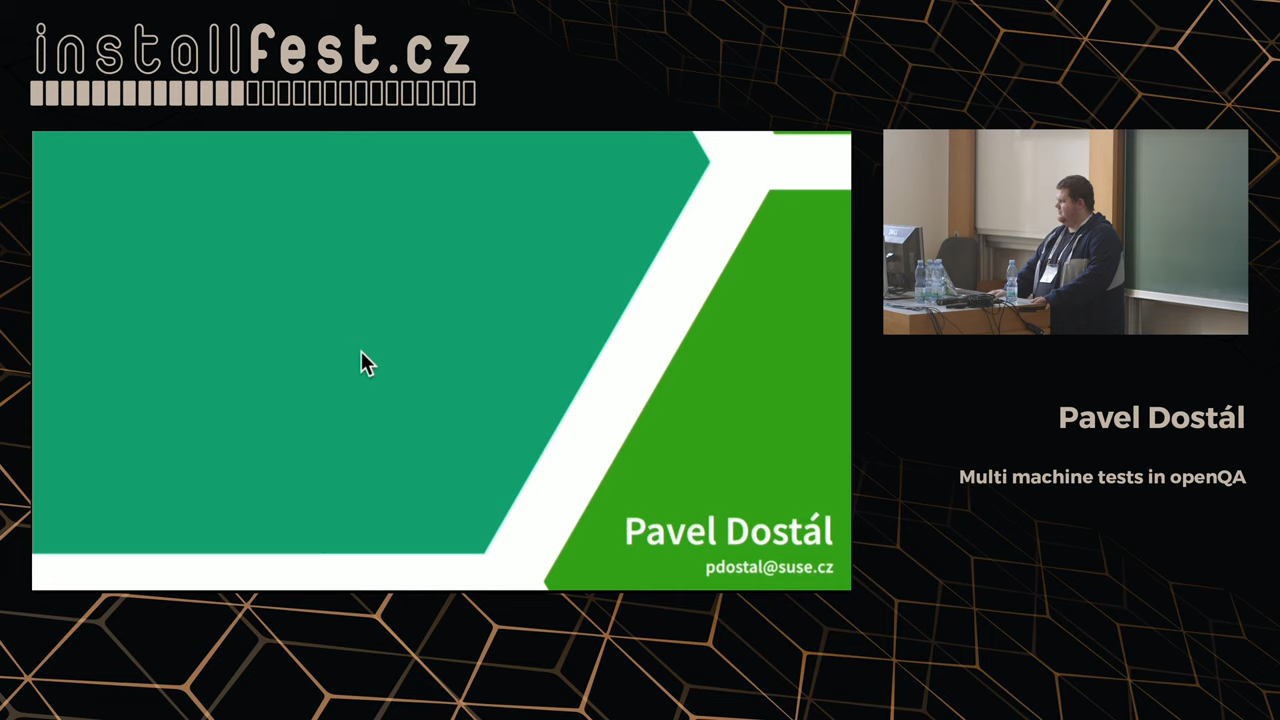 installfest.cz
Pavel Dostál
pdostal@suse.cz
Pavel Dostál
Multi machine tests in openQA